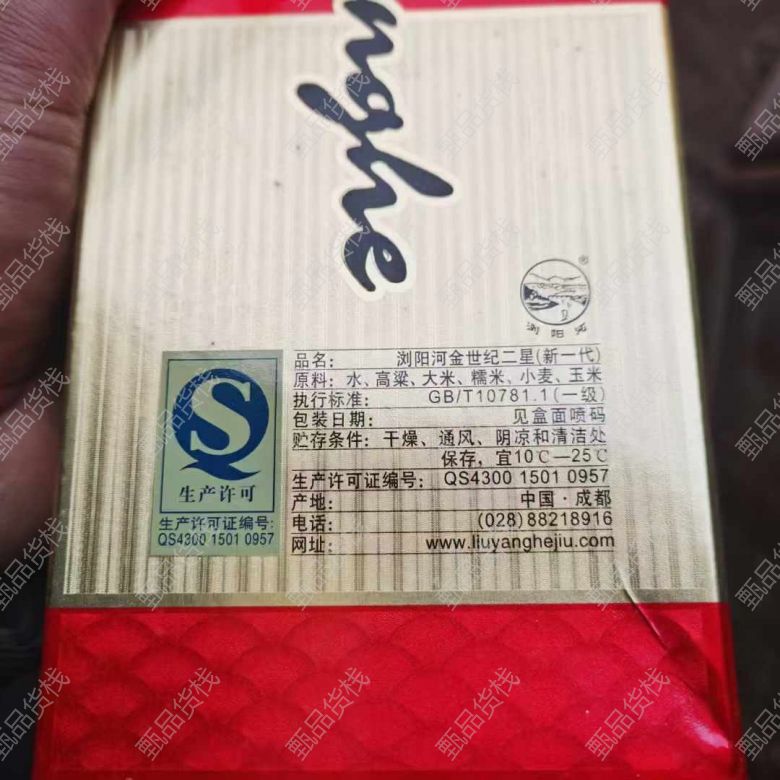 nghe
®
浏阳河
品名： 浏阳河金世纪二星(新一代)
原料：水、高粱、大米、糯米、小麦、玉米
执行标准： GB/T10781.1(一级)
包装日期： 见盒面喷码
贮存条件：干燥、通风、阴凉和清洁处
保存，宜10℃—25℃
生产许可证编号： QS4300 1501 0957
产地： 中国·成都
电话： (028)88218916
网址： www.liuyanghejiu.com
QS
生产许可
生产许可证编号:
QS4300 1501 0957
甄品货栈